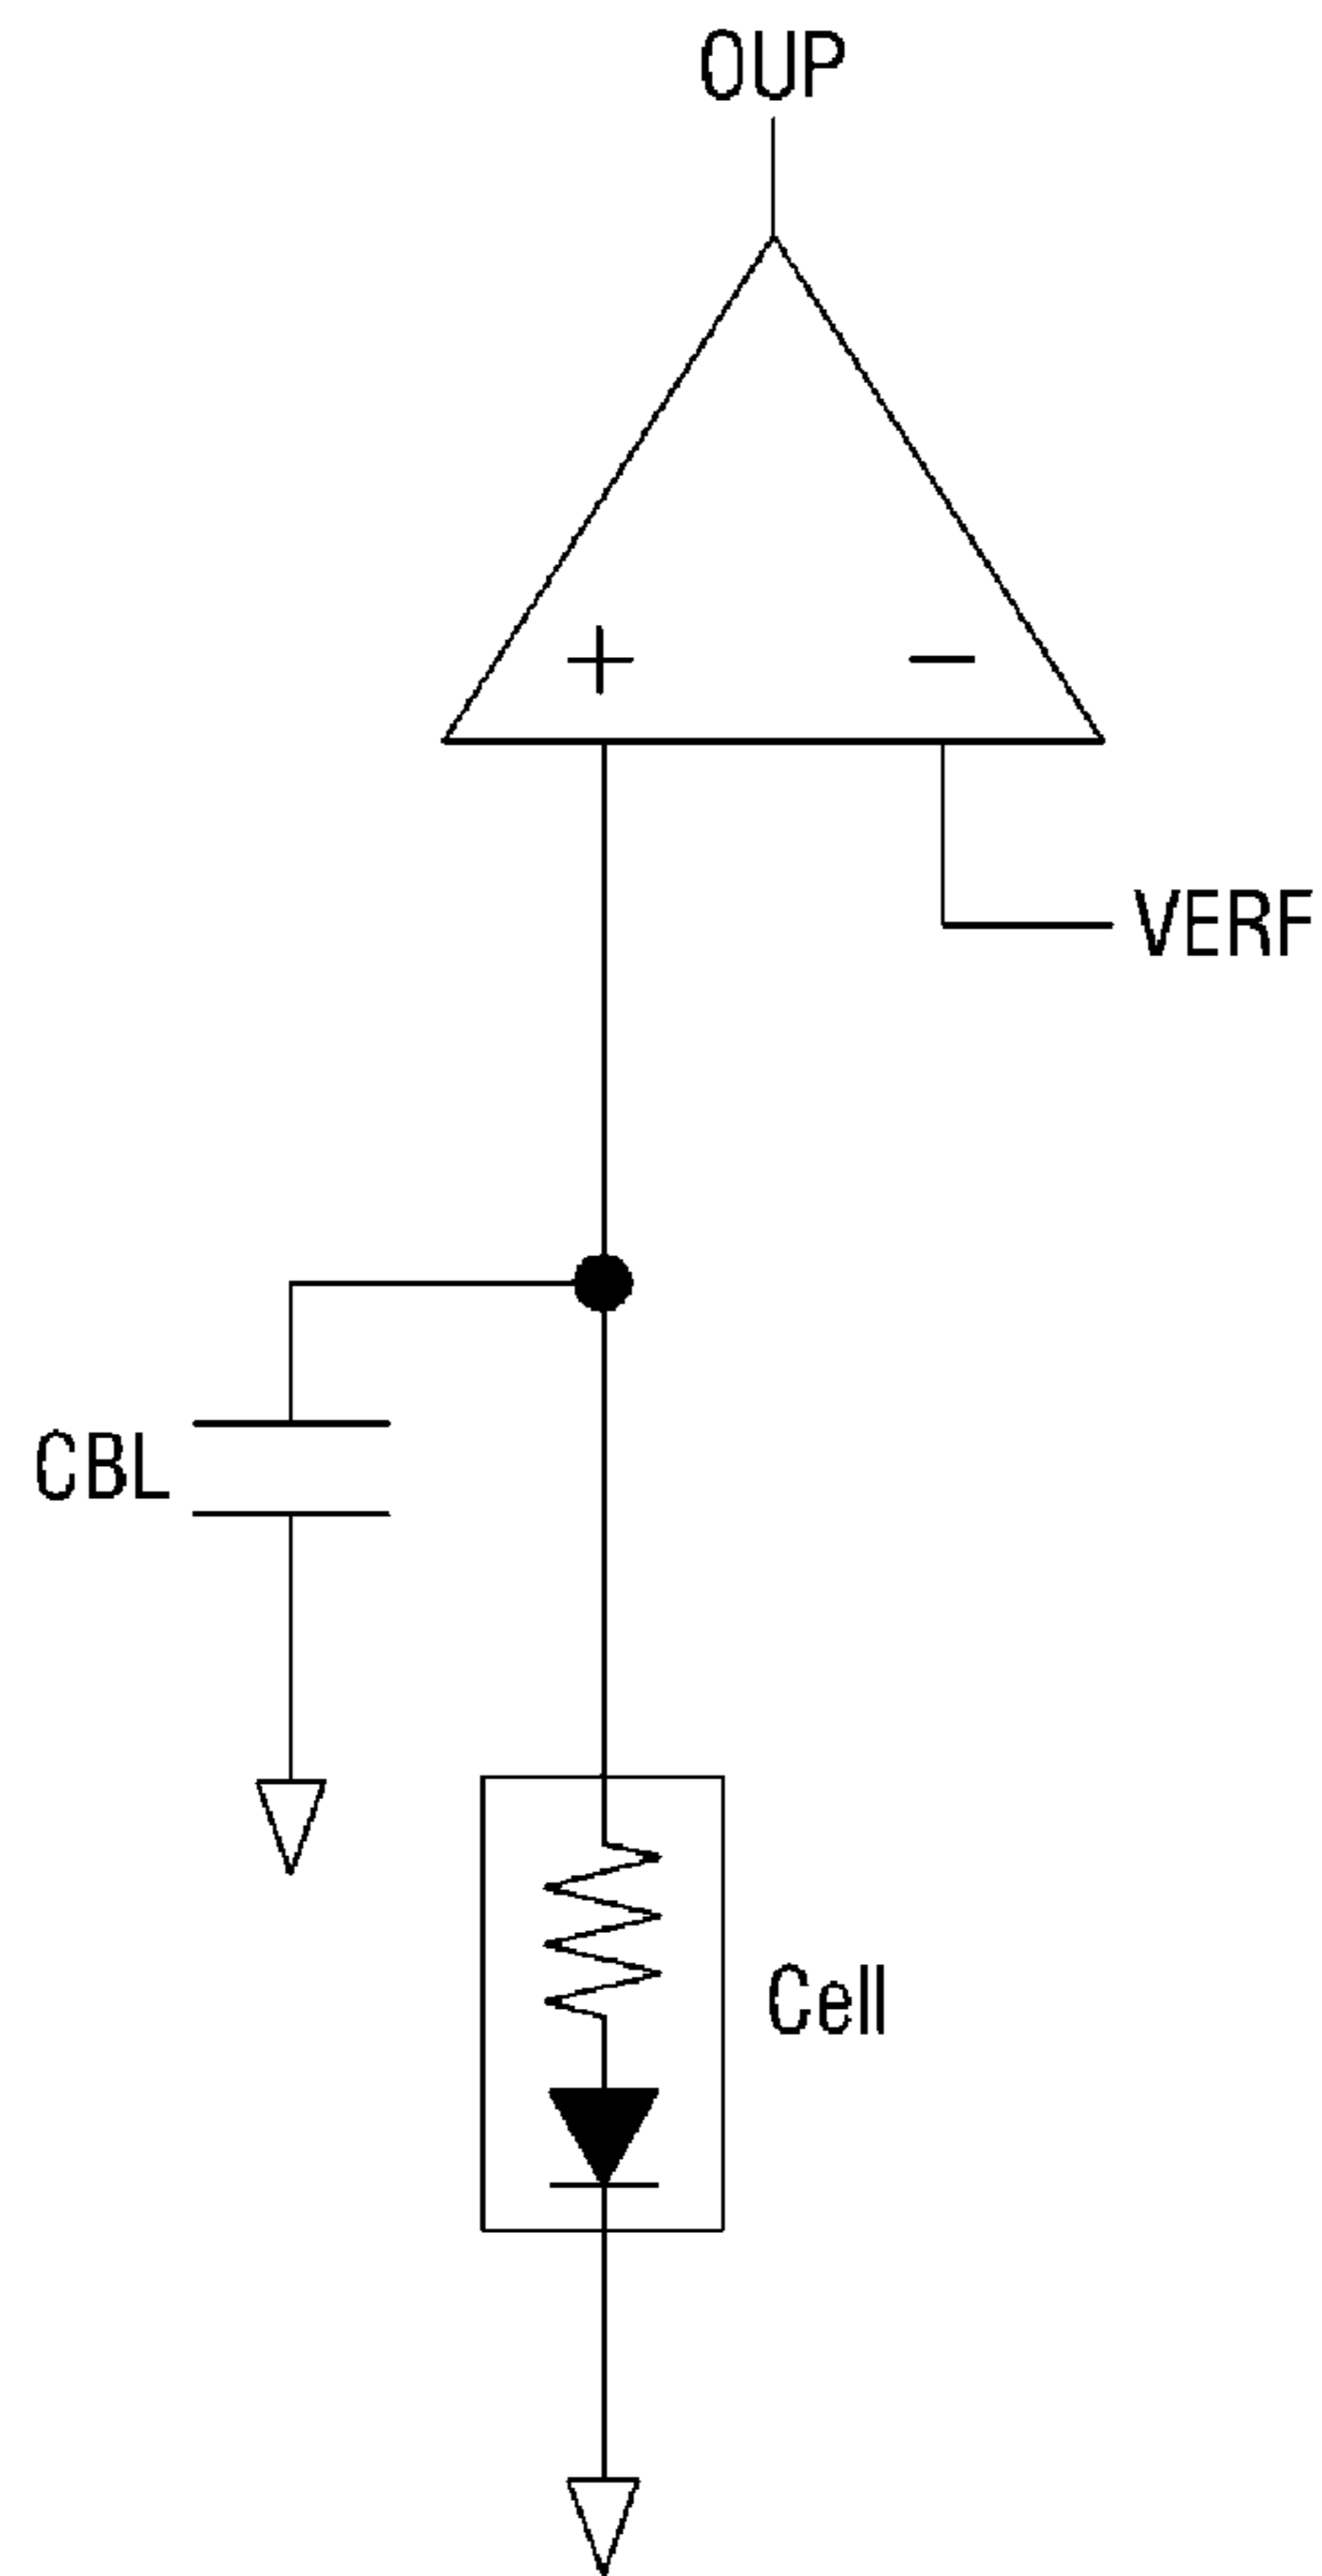 OUP
+ −
VERF
CBL
Cell